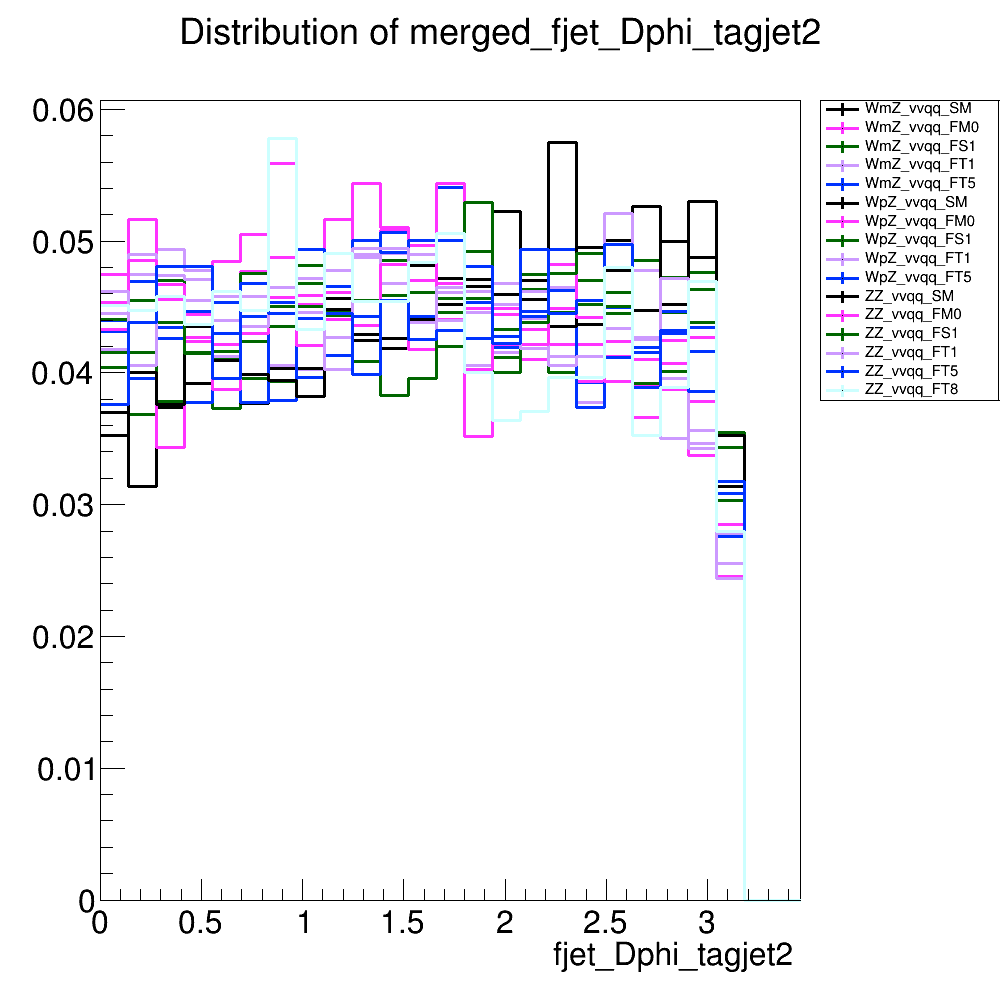 Distribution of merged_fjet_Dphi_tagjet2
0.06
0.05
0.04
0.03
0.02
0.01
0
0 0.5 1 1.5 2 2.5 3
fjet_Dphi_tagjet2
WmZ_vvqq_SM
WmZ_vvqq_FM0
WmZ_vvqq_FS1
WmZ_vvqq_FT1
WmZ_vvqq_FT5
WpZ_vvqq_SM
WpZ_vvqq_FM0
WpZ_vvqq_FS1
WpZ_vvqq_FT1
WpZ_vvqq_FT5
ZZ_vvqq_SM
ZZ_vvqq_FM0
ZZ_vvqq_FS1
ZZ_vvqq_FT1
ZZ_vvqq_FT5
ZZ_vvqq_FT8